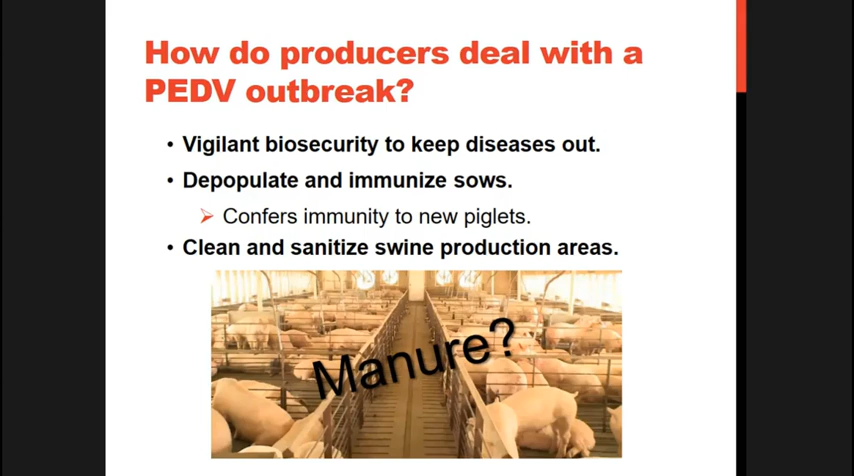 How do producers deal with a
PEDV outbreak?
• Vigilant biosecurity to keep diseases out.
• Depopulate and immunize sows.
➢ Confers immunity to new piglets.
• Clean and sanitize swine production areas.
Manure?